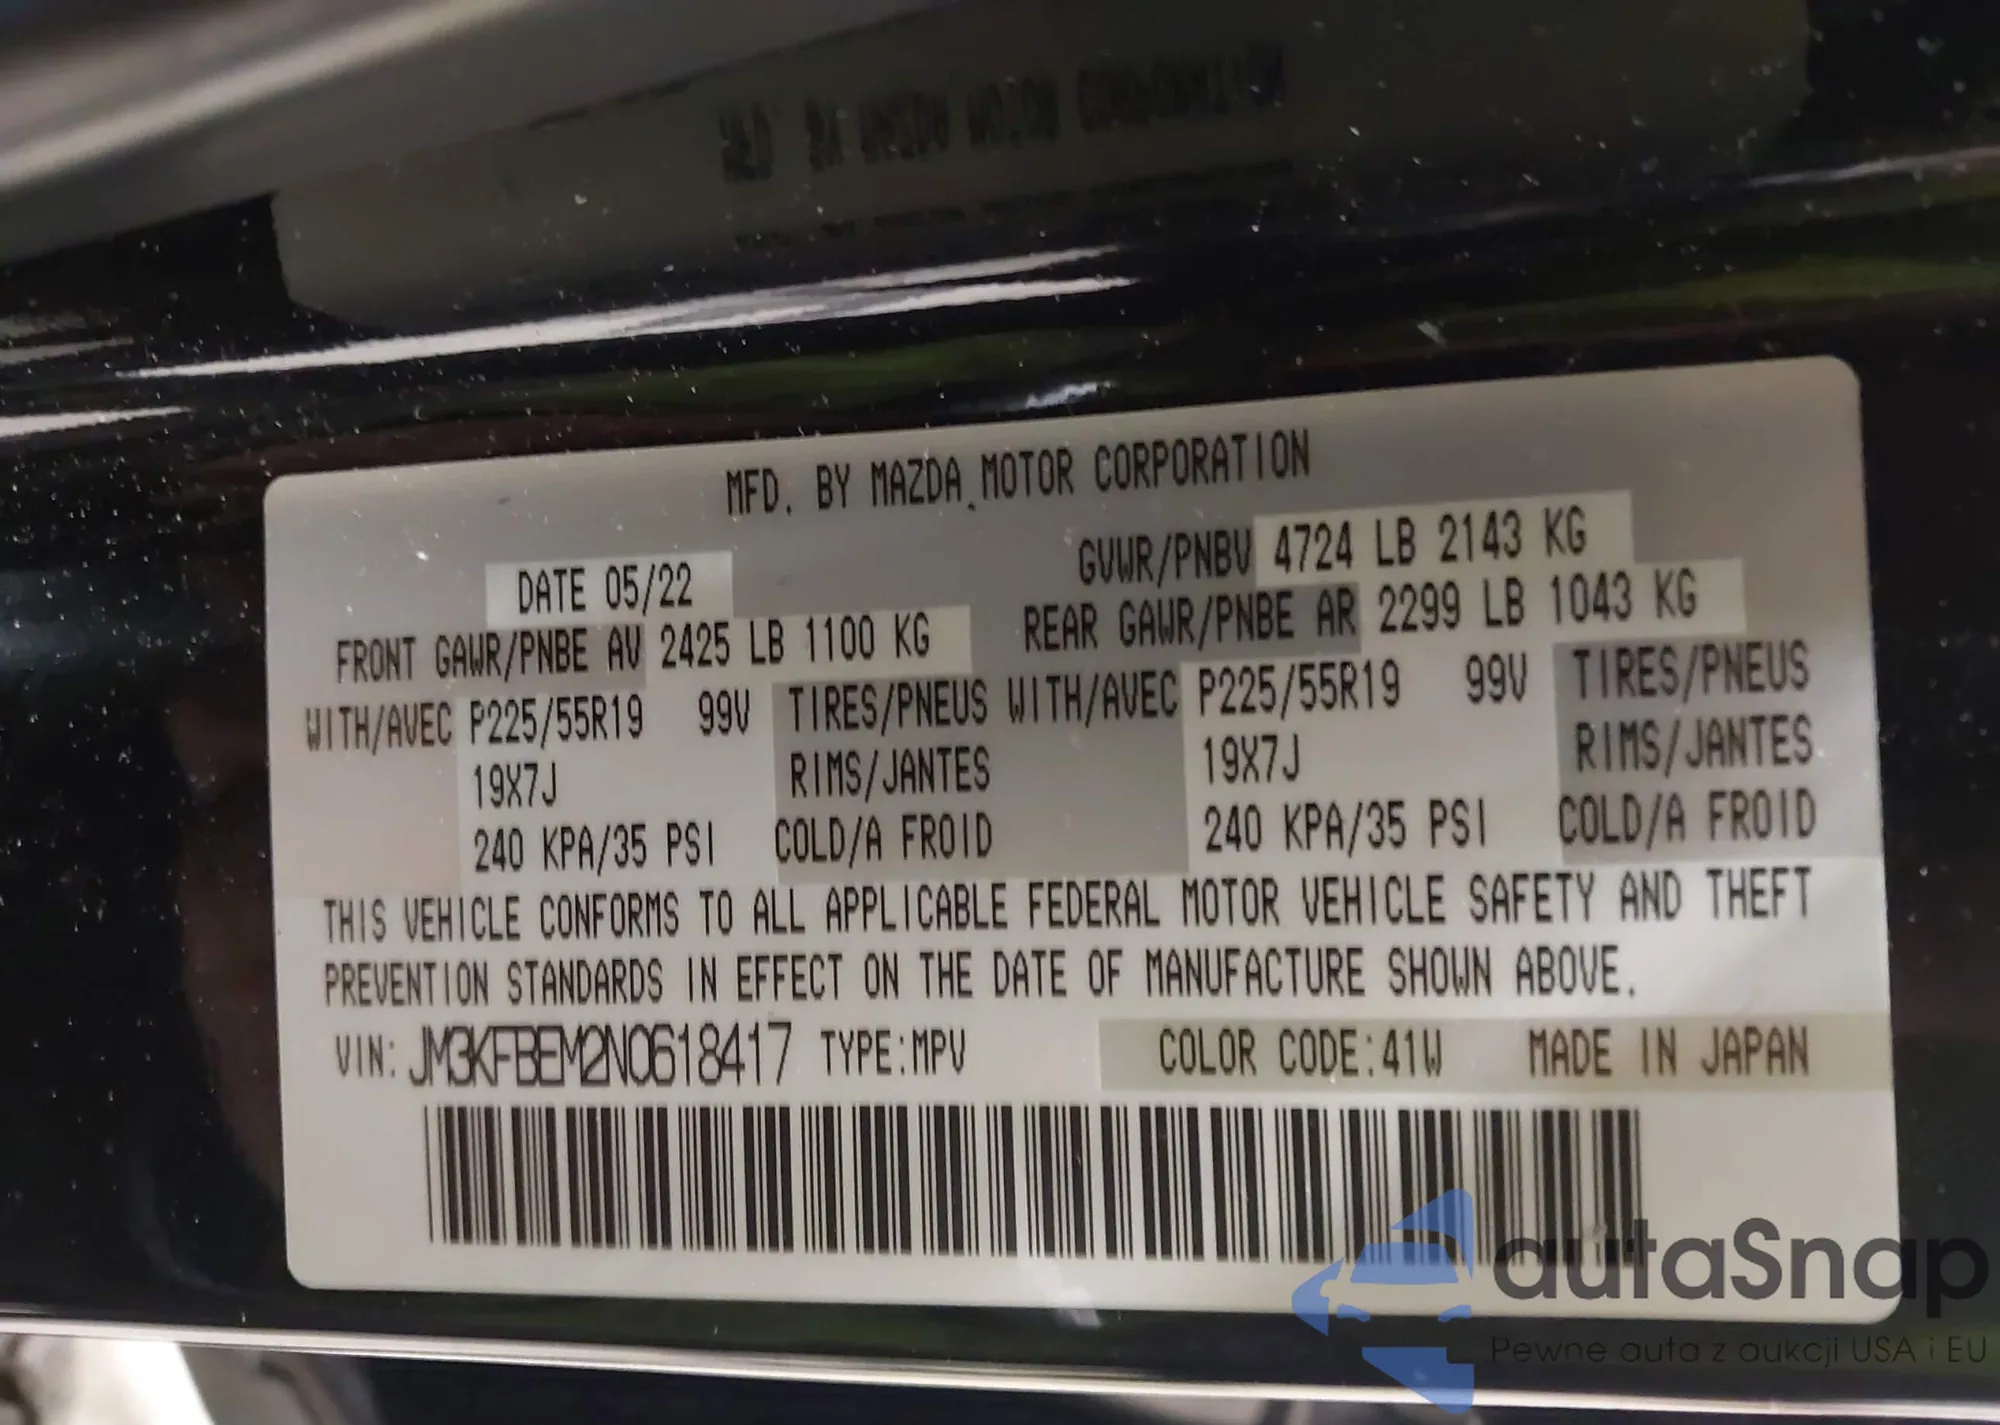 MFD. BY MAZDA MOTOR CORPORATION
DATE 05/22
GVWR/PNBV 4724 LB 2143 KG
FRONT GAWR/PNBE AV 2425 LB 1100 KG
REAR GAWR/PNBE AR 2299 LB 1043 KG
WITH/AVEC P225/55R19 99V TIRES/PNEUS WITH/AVEC P225/55R19 99V TIRES/PNEUS
19X7J RIMS/JANTES 19X7J RIMS/JANTES
240 KPA/35 PSI COLD/A FROID 240 KPA/35 PSI COLD/A FROID
THIS VEHICLE CONFORMS TO ALL APPLICABLE FEDERAL MOTOR VEHICLE SAFETY AND THEFT
PREVENTION STANDARDS IN EFFECT ON THE DATE OF MANUFACTURE SHOWN ABOVE.
VIN: JM3KFBEM2N0618417 TYPE:MPV COLOR CODE:41W MADE IN JAPAN
autaSnap
Pewne auta z aukcji USA i EU